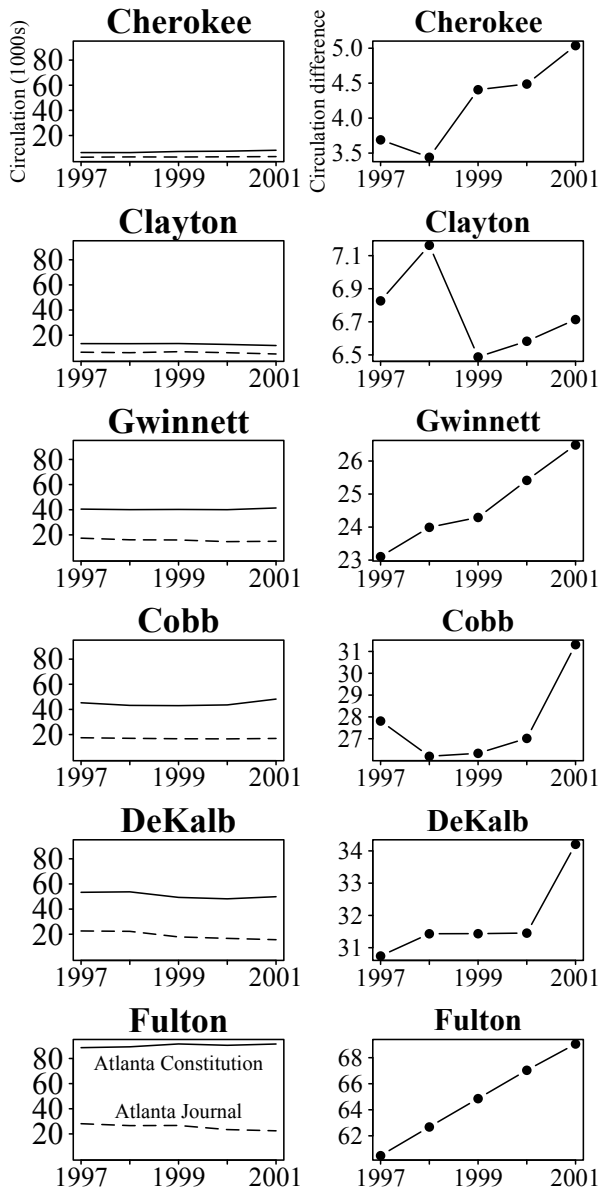 Cherokee
Circulation (1000s)
80
60
40
20
1997 1999 2001
Cherokee
Circulation difference
5.0
4.5
4.0
3.5
1997 1999 2001
Clayton
80
60
40
20
1997 1999 2001
Clayton
7.1
6.9
6.7
6.5
1997 1999 2001
Gwinnett
80
60
40
20
1997 1999 2001
Gwinnett
26
25
24
23
1997 1999 2001
Cobb
80
60
40
20
1997 1999 2001
Cobb
31
30
29
28
27
1997 1999 2001
DeKalb
80
60
40
20
1997 1999 2001
DeKalb
34
33
32
31
1997 1999 2001
Fulton
80
60
40
20
Atlanta Constitution
Atlanta Journal
1997 1999 2001
Fulton
68
66
64
62
1997 1999 2001